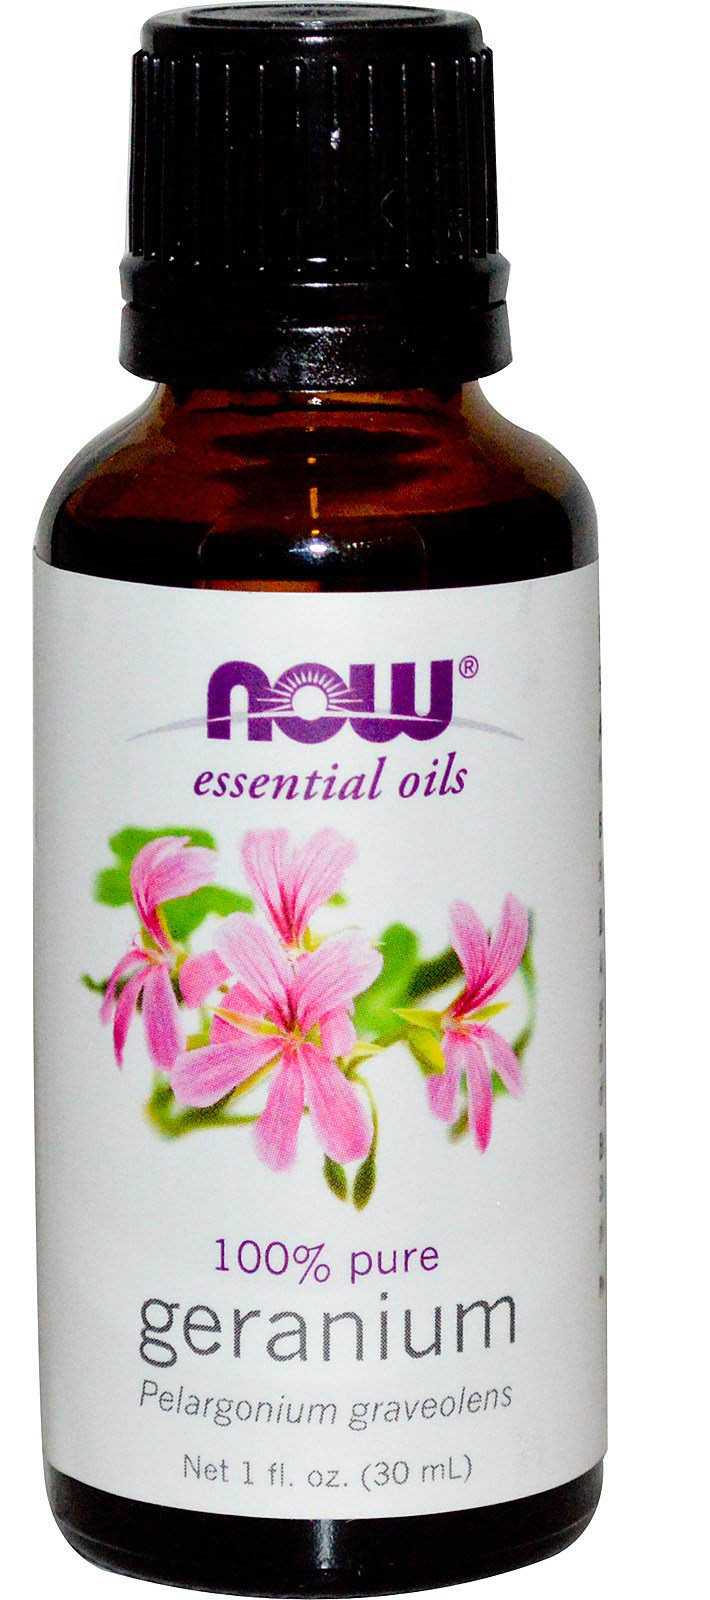 now®
essential oils
100% pure
geranium
Pelargonium graveolens
Net 1 fl. oz. (30 mL)